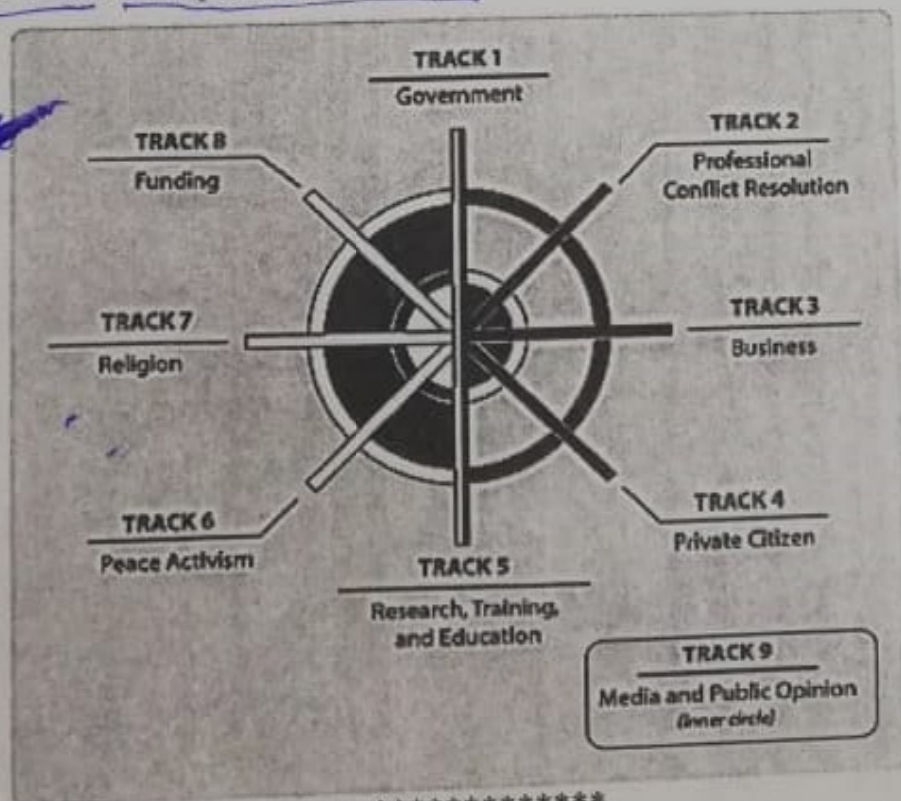 TRACK 1
Government
TRACK 2
Professional
Conflict Resolution
TRACK 3
Business
TRACK 4
Private Citizen
TRACK 5
Research, Training,
and Education
TRACK 6
Peace Activism
TRACK 7
Religion
TRACK 8
Funding
TRACK 9
Media and Public Opinion
(inner circle)
*************